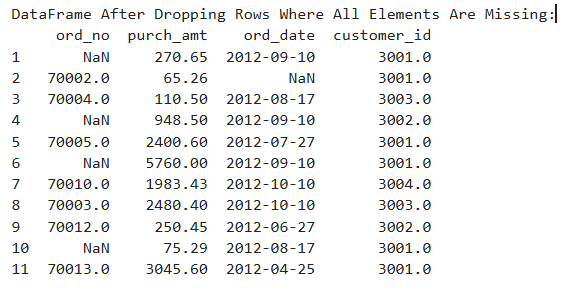 DataFrame After Dropping Rows Where All Elements Are Missing:
ord_no purch_amt ord_date customer_id
1 NaN 270.65 2012-09-10 3001.0
2 70002.0 65.26 NaN 3001.0
3 70004.0 110.50 2012-08-17 3003.0
4 NaN 948.50 2012-09-10 3002.0
5 70005.0 2400.60 2012-07-27 3001.0
6 NaN 5760.00 2012-09-10 3001.0
7 70010.0 1983.43 2012-10-10 3004.0
8 70003.0 2480.40 2012-10-10 3003.0
9 70012.0 250.45 2012-06-27 3002.0
10 NaN 75.29 2012-08-17 3001.0
11 70013.0 3045.60 2012-04-25 3001.0